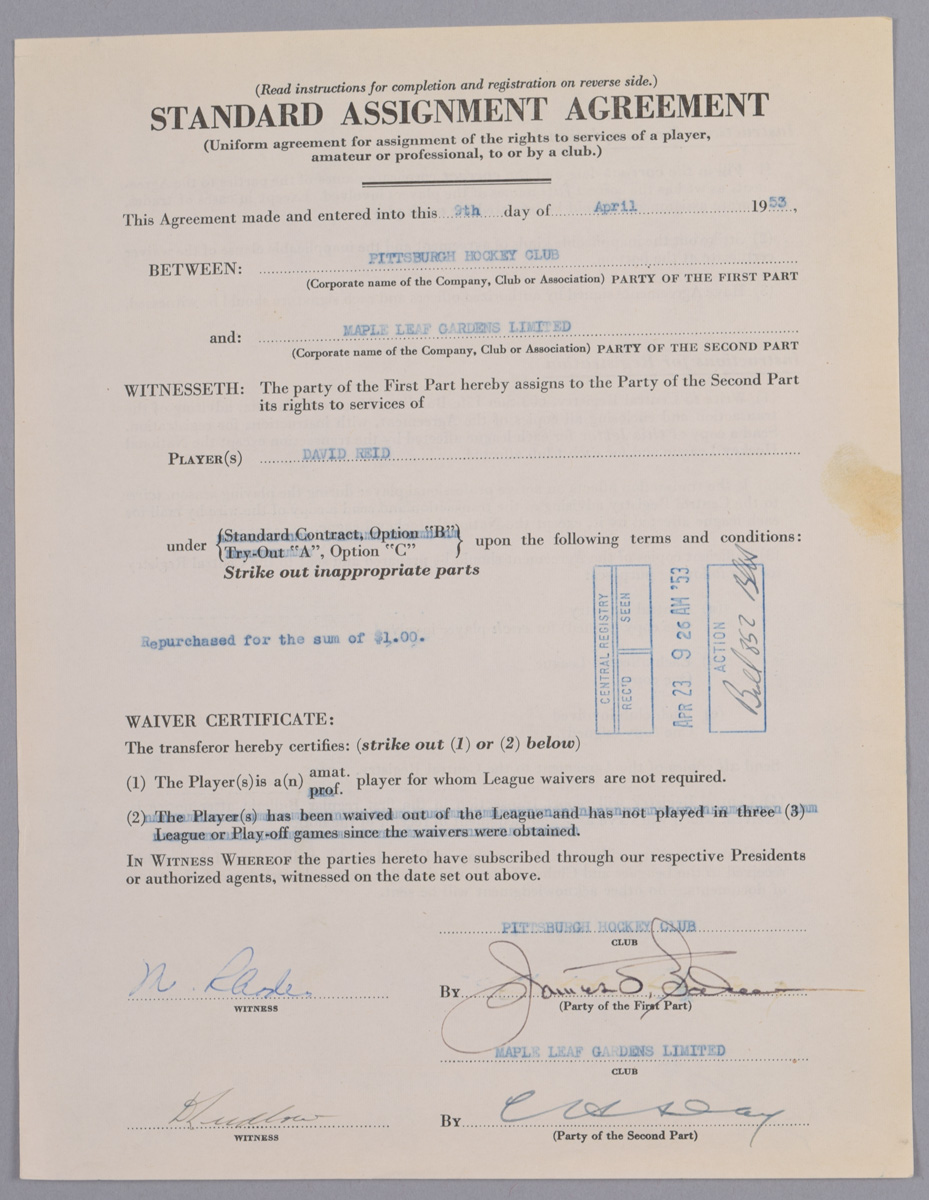 (Read instructions for completion and registration on reverse side.)
STANDARD ASSIGNMENT AGREEMENT
(Uniform agreement for assignment of the rights to services of a player,
amateur or professional, to or by a club.)
This Agreement made and entered into this 9th day of April 1953,
BETWEEN: PITTSBURGH HOCKEY CLUB
(Corporate name of the Company, Club or Association) PARTY OF THE FIRST PART
and: MAPLE LEAF GARDENS LIMITED
(Corporate name of the Company, Club or Association) PARTY OF THE SECOND PART
WITNESSETH: The party of the First Part hereby assigns to the Party of the Second Part
its rights to services of
PLAYER(S) DAVID REID
under {Standard Contract, Option "B"} upon the following terms and conditions:
{Try-Out "A", Option "C"}
Strike out inappropriate parts
CENTRAL REGISTRY
REC'D SEEN
APR 23 9 26 AM '53
ACTION
Bull 352
Repurchased for the sum of $1.00.
WAIVER CERTIFICATE:
The transferor hereby certifies: (strike out (1) or (2) below)
(1) The Player(s) is a(n) amat. prof. player for whom League waivers are not required.
(2) The Player(s) has been waived out of the League and has not played in three (3)
League or Play-off games since the waivers were obtained.
IN WITNESS WHEREOF the parties hereto have subscribed through our respective Presidents
or authorized agents, witnessed on the date set out above.
PITTSBURGH HOCKEY CLUB
CLUB
WITNESS
By James
(Party of the First Part)
MAPLE LEAF GARDENS LIMITED
CLUB
Ludlow
WITNESS
By Day
(Party of the Second Part)